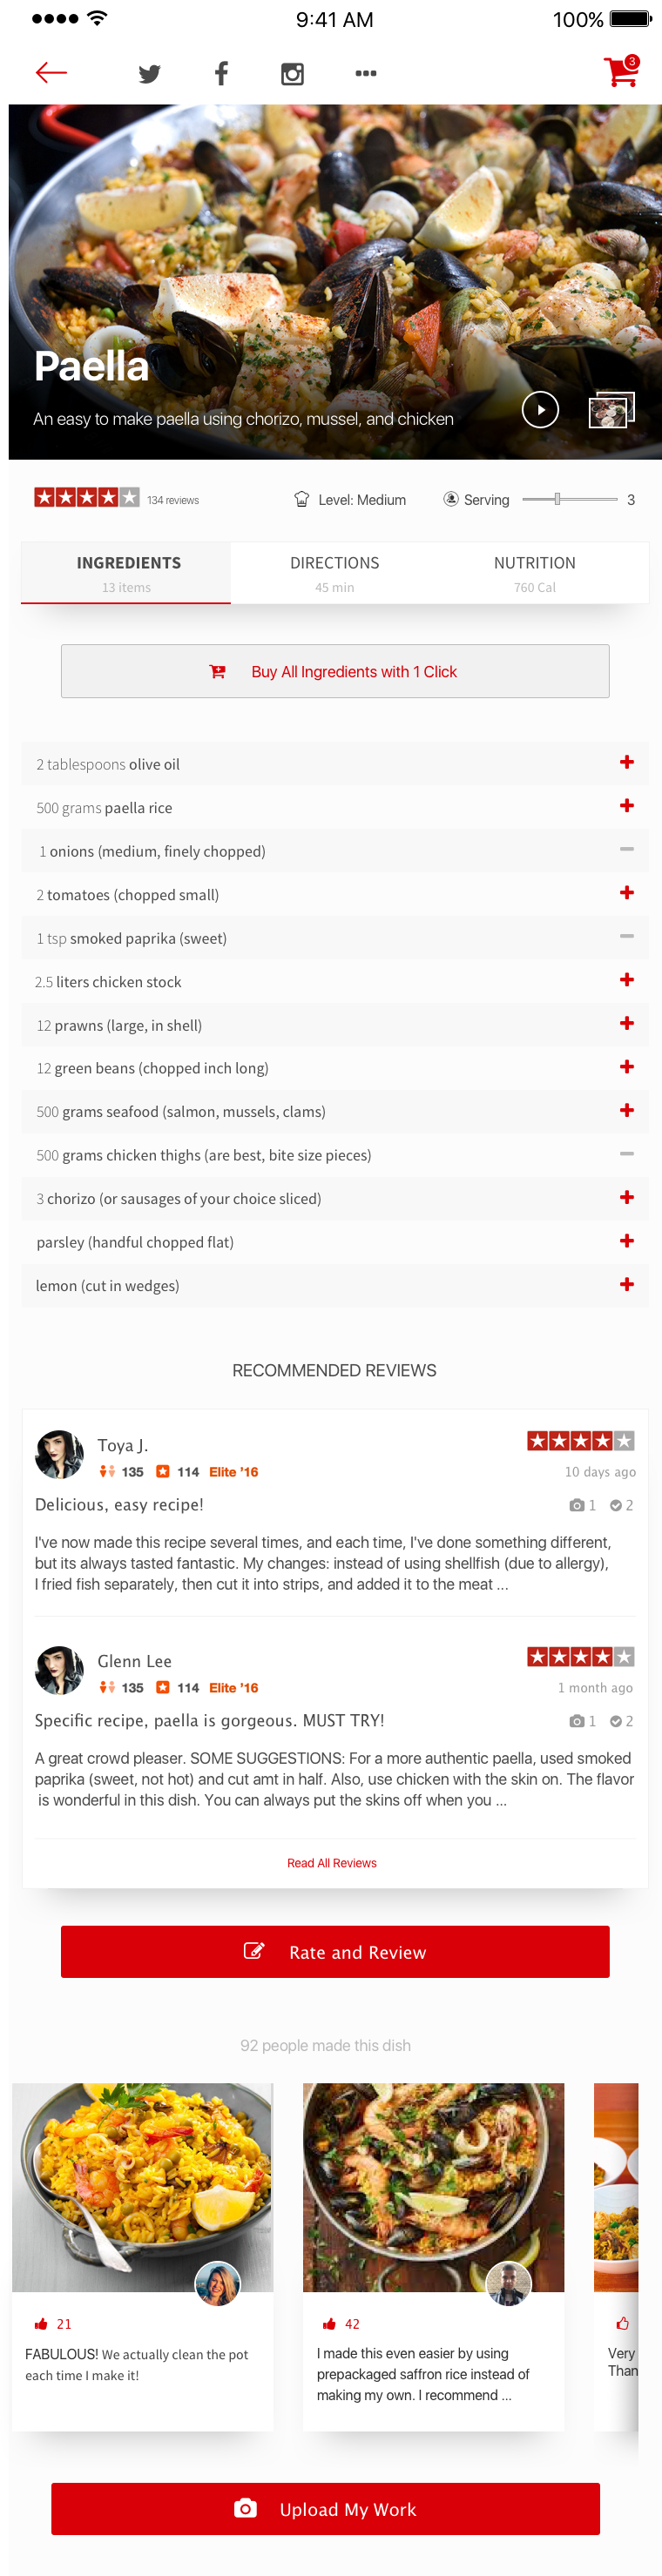 9:41 AM
100%
3
Paella
An easy to make paella using chorizo, mussel, and chicken
134 reviews
Level: Medium
Serving
3
INGREDIENTS
13 items
DIRECTIONS
45 min
NUTRITION
760 Cal
Buy All Ingredients with 1 Click
2 tablespoons olive oil
500 grams paella rice
1 onions (medium, finely chopped)
2 tomatoes (chopped small)
1 tsp smoked paprika (sweet)
2.5 liters chicken stock
12 prawns (large, in shell)
12 green beans (chopped inch long)
500 grams seafood (salmon, mussels, clams)
500 grams chicken thighs (are best, bite size pieces)
3 chorizo (or sausages of your choice sliced)
parsley (handful chopped flat)
lemon (cut in wedges)
RECOMMENDED REVIEWS
Toya J.
135 114 Elite '16
10 days ago
Delicious, easy recipe!
1 2
I've now made this recipe several times, and each time, I've done something different,
but its always tasted fantastic. My changes: instead of using shellfish (due to allergy),
I fried fish separately, then cut it into strips, and added it to the meat ...
Glenn Lee
135 114 Elite '16
1 month ago
Specific recipe, paella is gorgeous. MUST TRY!
1 2
A great crowd pleaser. SOME SUGGESTIONS: For a more authentic paella, used smoked
paprika (sweet, not hot) and cut amt in half. Also, use chicken with the skin on. The flavor
is wonderful in this dish. You can always put the skins off when you ...
Read All Reviews
Rate and Review
92 people made this dish
21
FABULOUS! We actually clean the pot
each time I make it!
42
I made this even easier by using
prepackaged saffron rice instead of
making my own. I recommend ...
Very
Than
Upload My Work